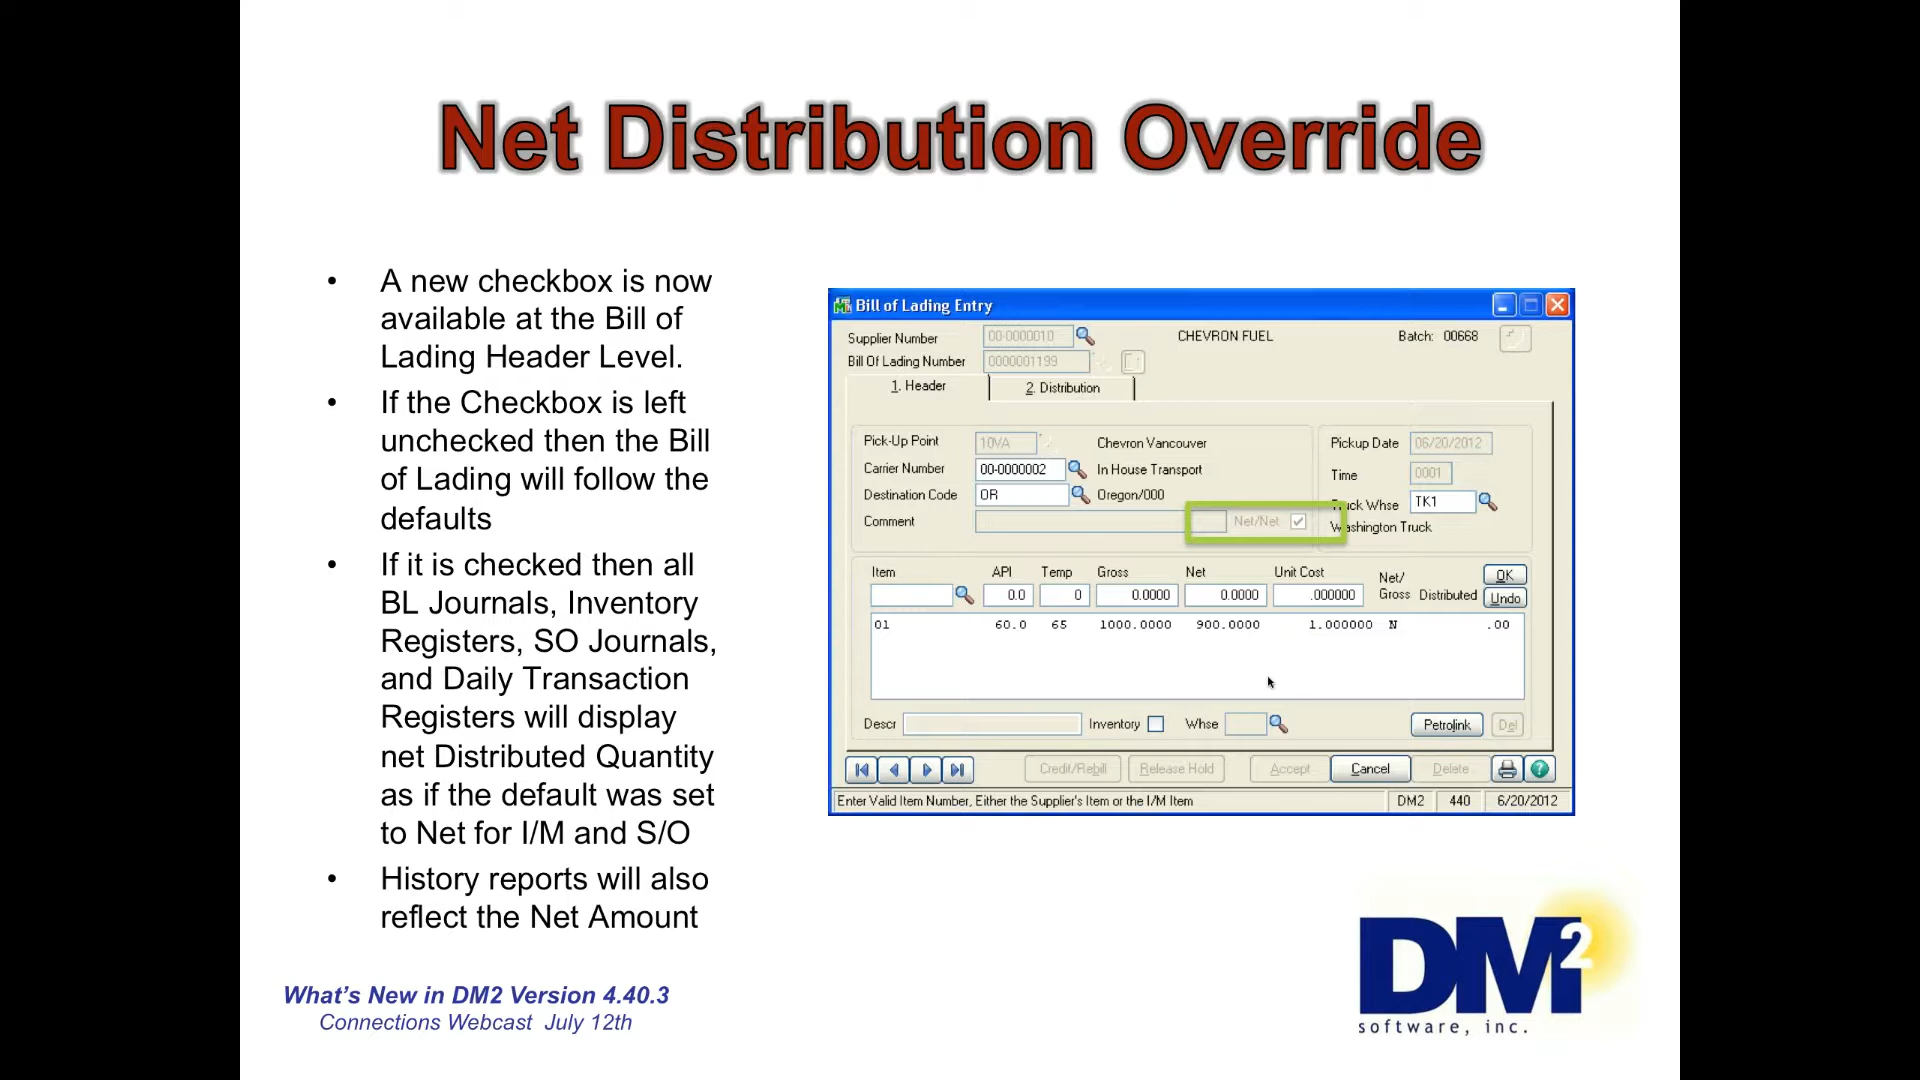 Net Distribution Override
• A new checkbox is now
available at the Bill of
Lading Header Level.
• If the Checkbox is left
unchecked then the Bill
of Lading will follow the
defaults
• If it is checked then all
BL Journals, Inventory
Registers, SO Journals,
and Daily Transaction
Registers will display
net Distributed Quantity
as if the default was set
to Net for I/M and S/O
• History reports will also
reflect the Net Amount
Bill of Lading Entry
Supplier Number 00-0000010 CHEVRON FUEL Batch: 00668
Bill Of Lading Number 0000001199
1. Header 2. Distribution
Pick-Up Point 10VA Chevron Vancouver Pickup Date 06/20/2012
Carrier Number 00-0000002 In House Transport Time 0001
Destination Code OR Oregon/000 Truck Whse TK1
Comment Net/Net Washington Truck
Item API Temp Gross Net Unit Cost Net/ Gross Distributed OK
0.0 0 0.0000 0.0000 .000000 Undo
01 60.0 65 1000.0000 900.0000 1.000000 N .00
Descr Inventory Whse Petrolink Del
Credit/Rebill Release Hold Accept Cancel Delete
Enter Valid Item Number, Either the Supplier's Item or the I/M Item DM2 440 6/20/2012
What's New in DM2 Version 4.40.3
Connections Webcast July 12th
DM2
software, inc.